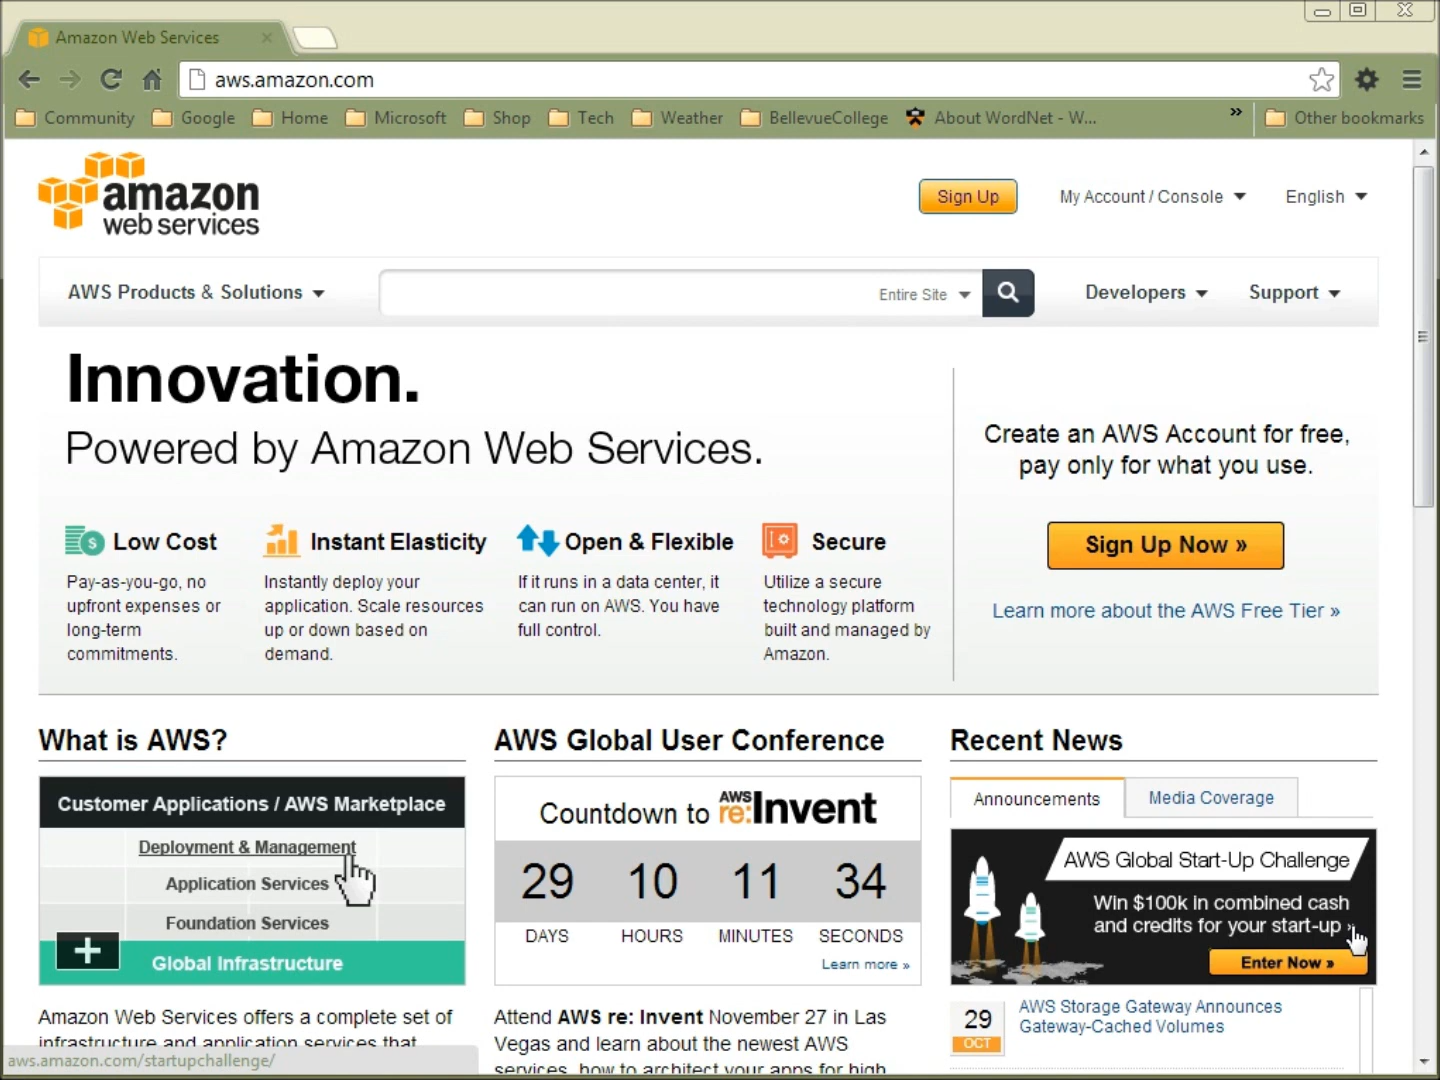 Amazon Web Services
aws.amazon.com
Community
Google
Home
Microsoft
Shop
Tech
Weather
BellevueCollege
About WordNet - W...
»
Other bookmarks
amazon
web services
Sign Up
My Account / Console
English
AWS Products & Solutions
Entire Site
Developers
Support
Innovation.
Powered by Amazon Web Services.
Low Cost
Pay-as-you-go, no
upfront expenses or
long-term
commitments.
Instant Elasticity
Instantly deploy your
application. Scale resources
up or down based on
demand.
Open & Flexible
If it runs in a data center, it
can run on AWS. You have
full control.
Secure
Utilize a secure
technology platform
built and managed by
Amazon.
Create an AWS Account for free,
pay only for what you use.
Sign Up Now »
Learn more about the AWS Free Tier »
What is AWS?
Customer Applications / AWS Marketplace
Deployment & Management
Application Services
Foundation Services
Global Infrastructure
Amazon Web Services offers a complete set of
infrastructure and application services that
aws.amazon.com/startupchallenge/
AWS Global User Conference
Countdown to AWS re:Invent
29 10 11 34
DAYS HOURS MINUTES SECONDS
Learn more »
Attend AWS re: Invent November 27 in Las
Vegas and learn about the newest AWS
services, how to architect your apps for high
Recent News
Announcements
Media Coverage
AWS Global Start-Up Challenge
Win $100k in combined cash
and credits for your start-up
Enter Now »
29
OCT
AWS Storage Gateway Announces
Gateway-Cached Volumes